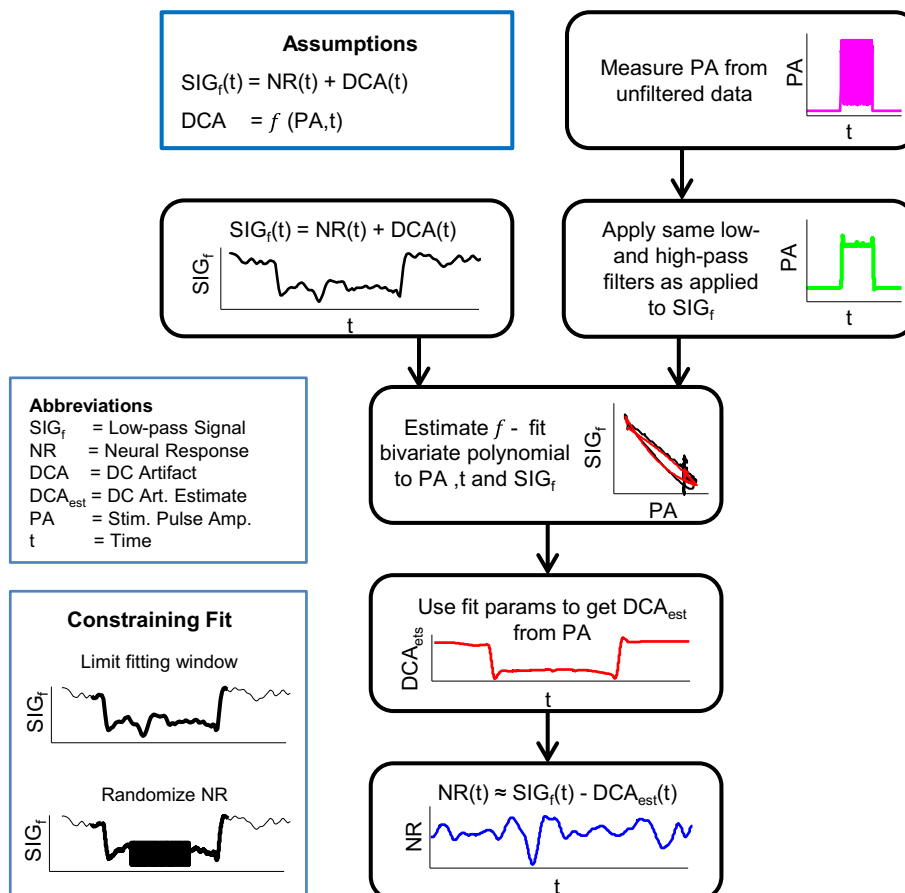 Assumptions
SIGf(t) = NR(t) + DCA(t)
DCA = f (PA,t)
Measure PA from
unfiltered data
PA
t
SIGf(t) = NR(t) + DCA(t)
SIGf
t
Apply same low-
and high-pass
filters as applied
to SIGf
PA
t
Abbreviations
SIGf = Low-pass Signal
NR = Neural Response
DCA = DC Artifact
DCAest = DC Art. Estimate
PA = Stim. Pulse Amp.
t = Time
Estimate f - fit
bivariate polynomial
to PA ,t and SIGf
SIGf
PA
Use fit params to get DCAest
from PA
DCAets
t
Constraining Fit
Limit fitting window
SIGf
Randomize NR
SIGf
NR(t) ≈ SIGf(t) - DCAest(t)
NR
t